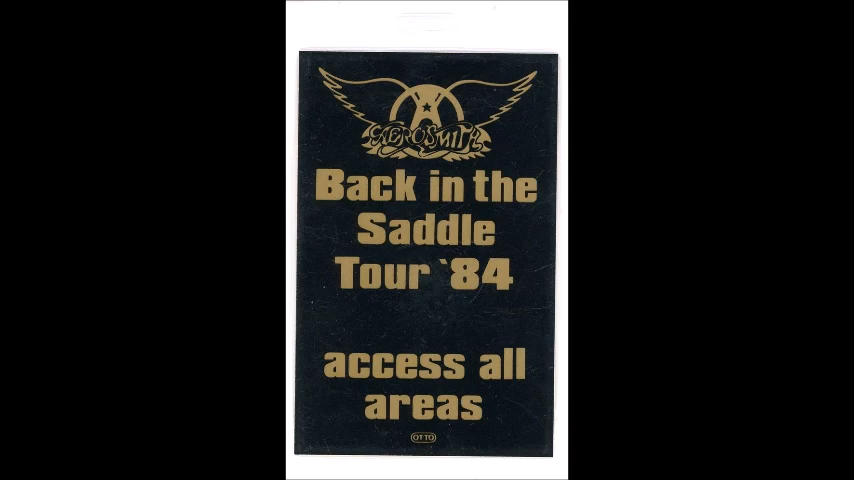 AEROSMITH
Back in the
Saddle
Tour `84
access all
areas
OTTO